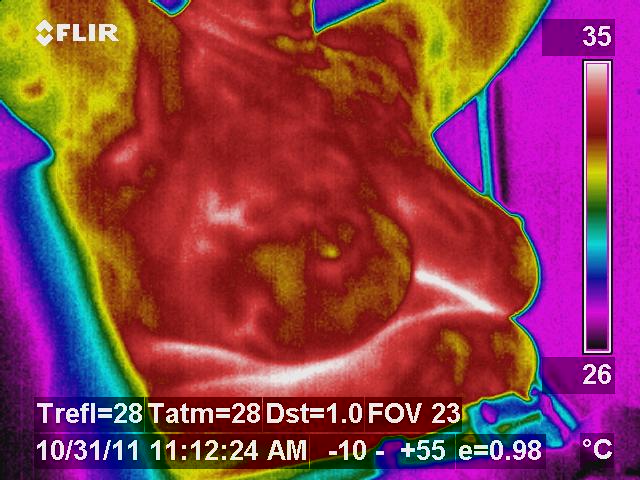 FLIR
35
26
Trefl=28 Tatm=28 Dst=1.0 FOV 23
10/31/11 11:12:24 AM -10 - +55 e=0.98 °C